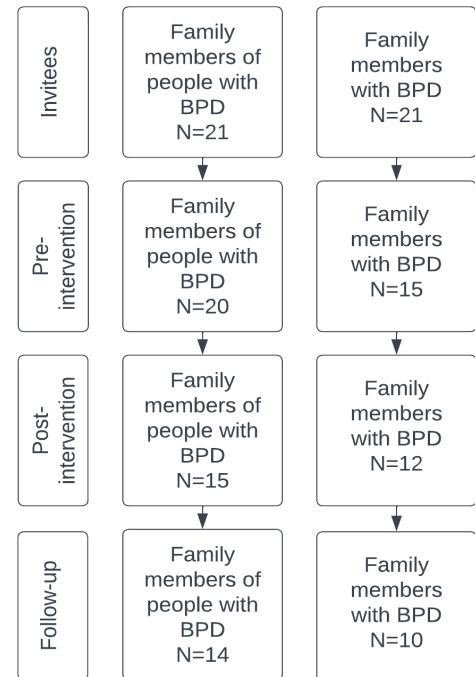 Invitees
Family
members of
people with
BPD
N=21
Family
members
with BPD
N=21
Pre-
intervention
Family
members of
people with
BPD
N=20
Family
members
with BPD
N=15
Post-
intervention
Family
members of
people with
BPD
N=15
Family
members
with BPD
N=12
Follow-up
Family
members of
people with
BPD
N=14
Family
members
with BPD
N=10